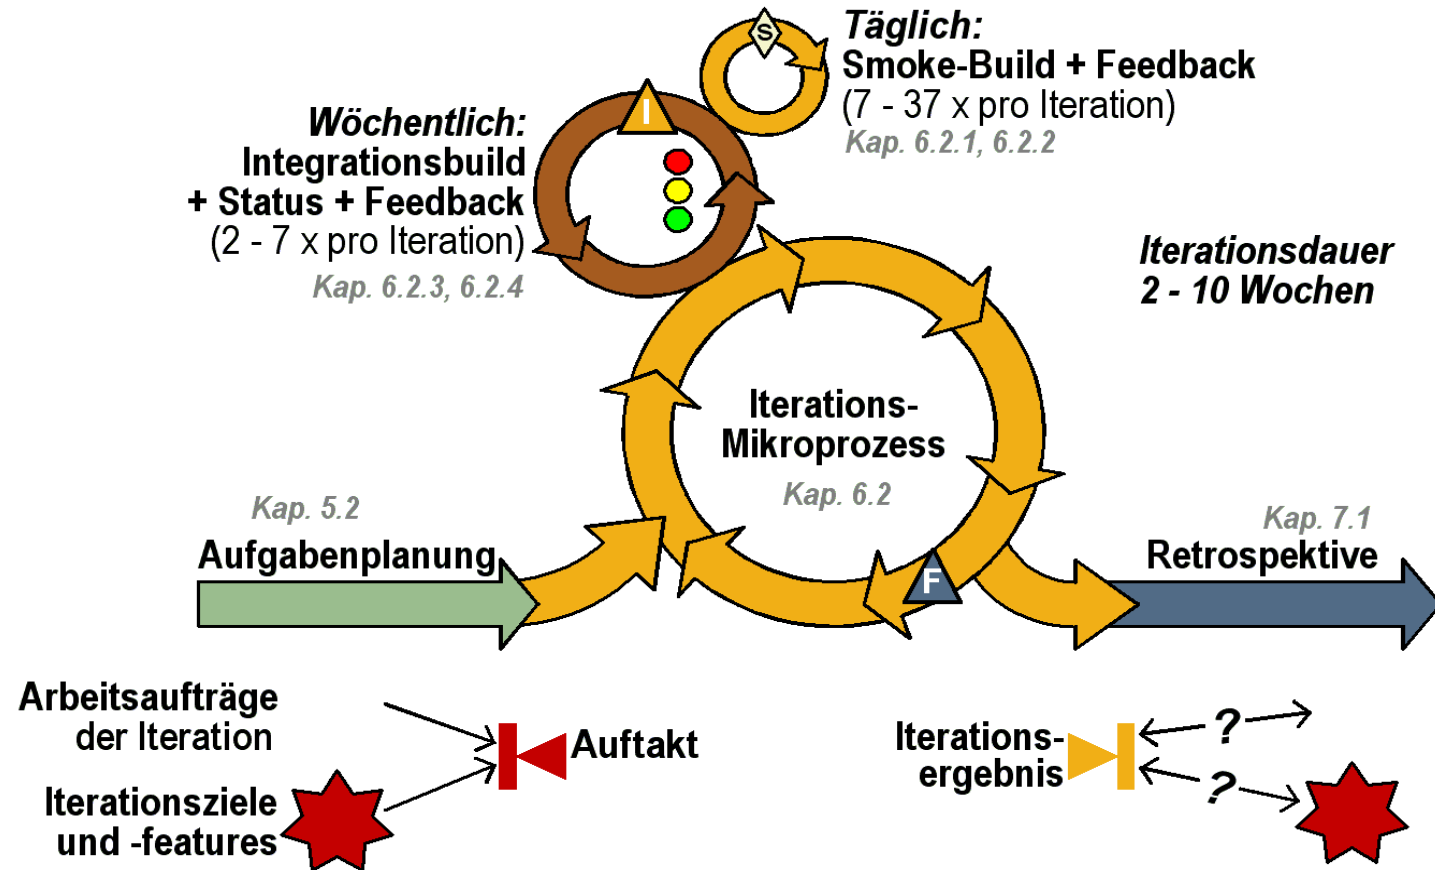 Täglich:
Smoke-Build + Feedback
(7 - 37 x pro Iteration)
Kap. 6.2.1, 6.2.2
S
Wöchentlich:
Integrationsbuild
+ Status + Feedback
(2 - 7 x pro Iteration)
Kap. 6.2.3, 6.2.4
I
Iterationsdauer
2 - 10 Wochen
Iterations-
Mikroprozess
Kap. 6.2
Kap. 5.2
Aufgabenplanung
F
Kap. 7.1
Retrospektive
Arbeitsaufträge
der Iteration
Iterationsziele
und -features
Auftakt
Iterations-
ergebnis
?
?